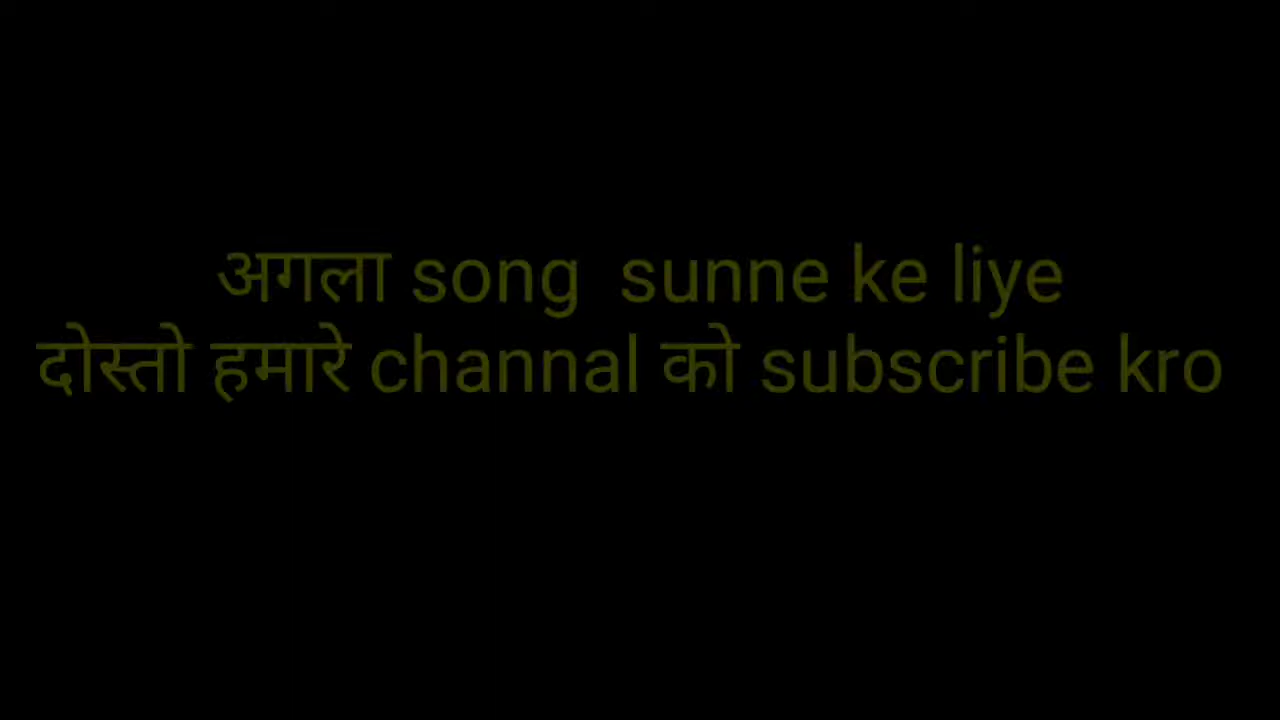 अगला song sunne ke liye
दोस्तो हमारे channal को subscribe kro